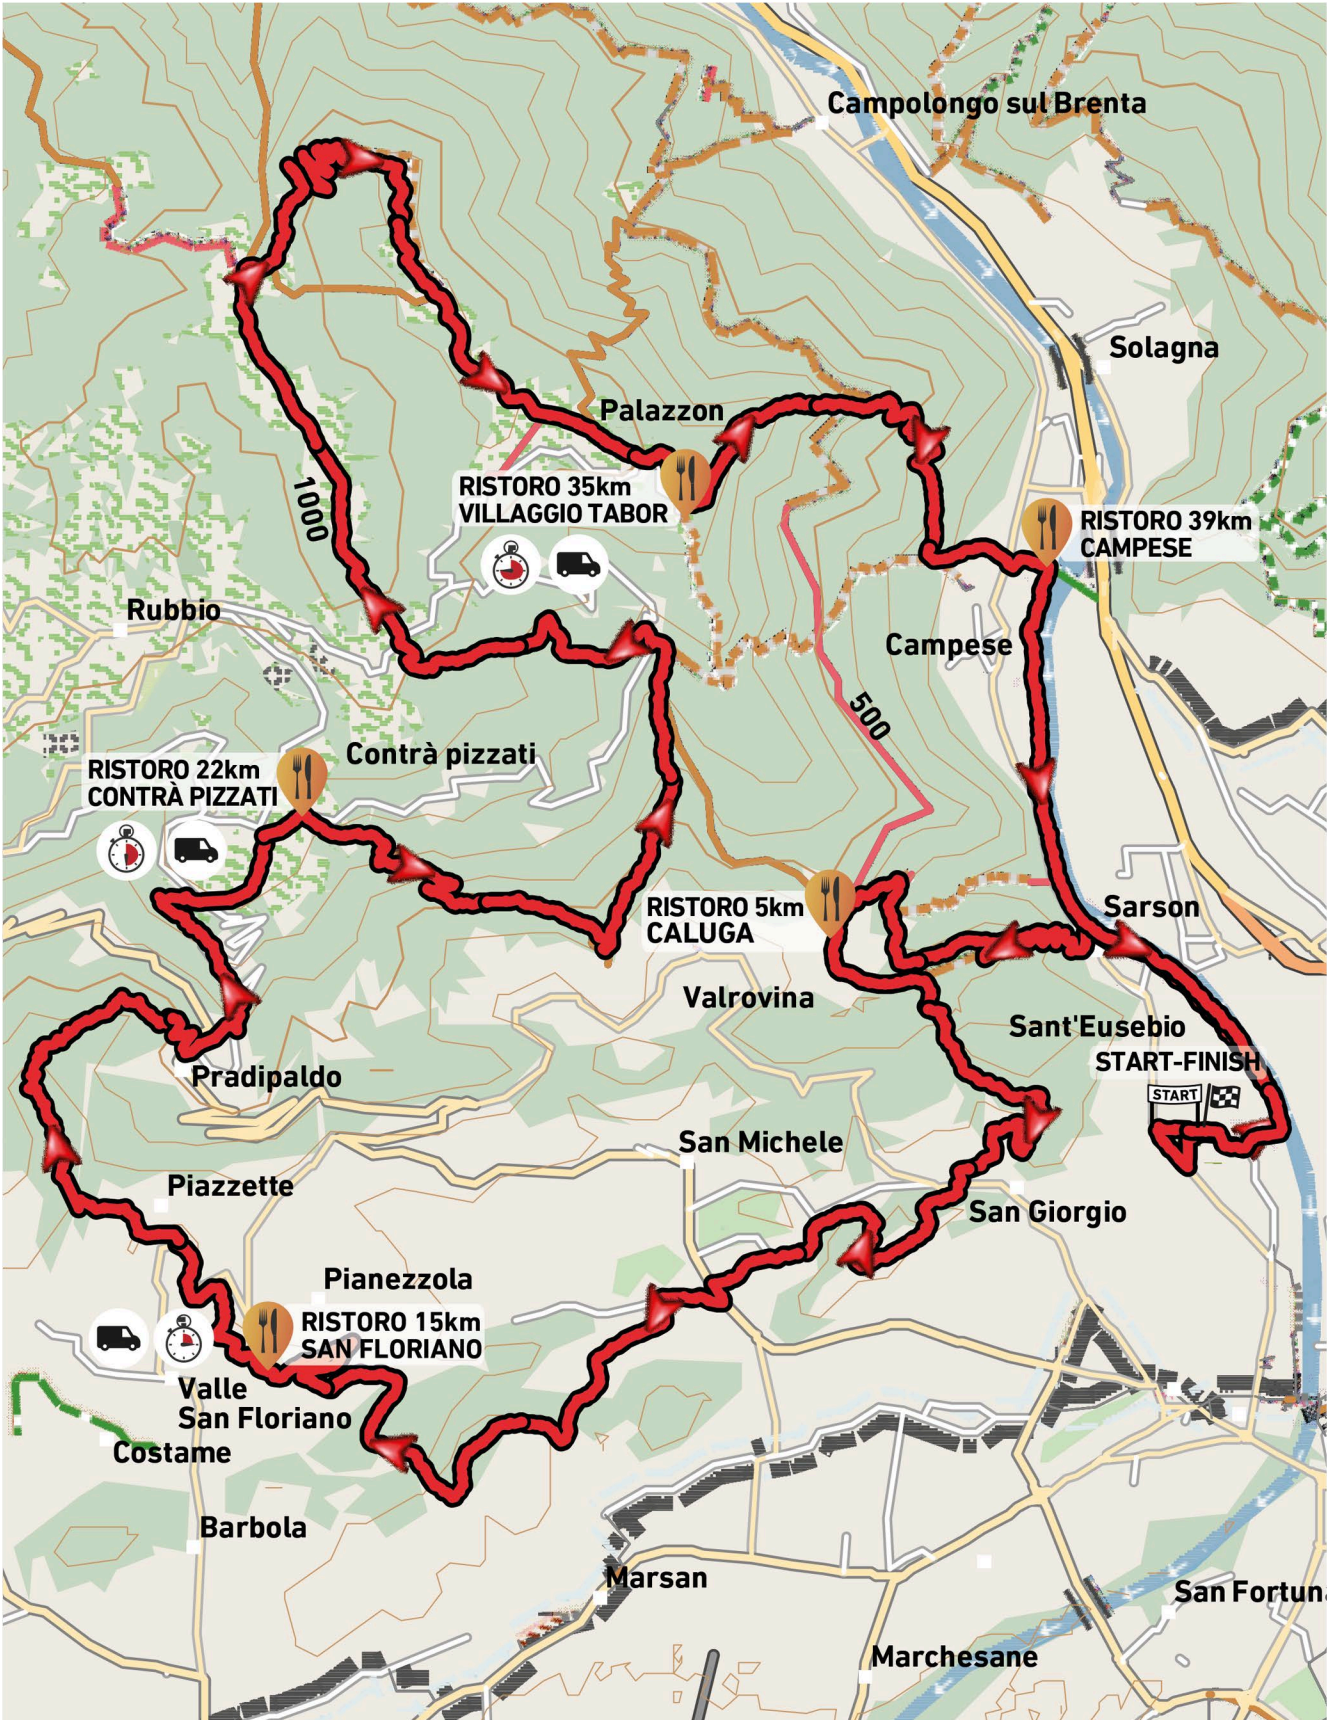 Campolongo sul Brenta
Solagna
Palazzon
RISTORO 35km
VILLAGGIO TABOR
1000
RISTORO 39km
CAMPESE
Rubbio
Campese
500
Contrà pizzati
RISTORO 22km
CONTRÀ PIZZATI
RISTORO 5km
CALUGA
Sarson
Valrovina
Sant'Eusebio
START-FINISH
START
Pradipaldo
San Michele
Piazzette
San Giorgio
Pianezzola
RISTORO 15km
SAN FLORIANO
Valle
San Floriano
Costame
Barbola
Marsan
San Fortun
Marchesane